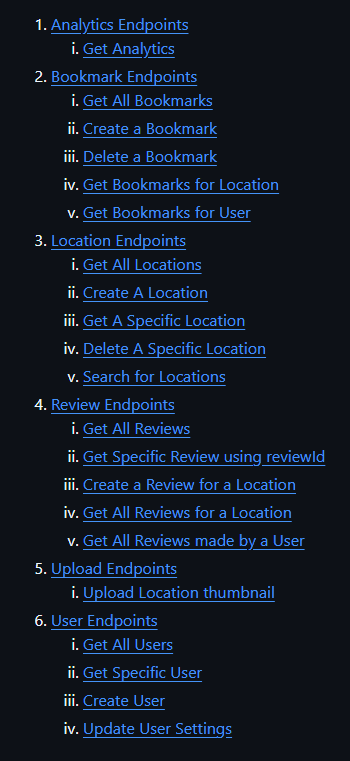 1. Analytics Endpoints
i. Get Analytics
2. Bookmark Endpoints
i. Get All Bookmarks
ii. Create a Bookmark
iii. Delete a Bookmark
iv. Get Bookmarks for Location
v. Get Bookmarks for User
3. Location Endpoints
i. Get All Locations
ii. Create A Location
iii. Get A Specific Location
iv. Delete A Specific Location
v. Search for Locations
4. Review Endpoints
i. Get All Reviews
ii. Get Specific Review using reviewId
iii. Create a Review for a Location
iv. Get All Reviews for a Location
v. Get All Reviews made by a User
5. Upload Endpoints
i. Upload Location thumbnail
6. User Endpoints
i. Get All Users
ii. Get Specific User
iii. Create User
iv. Update User Settings